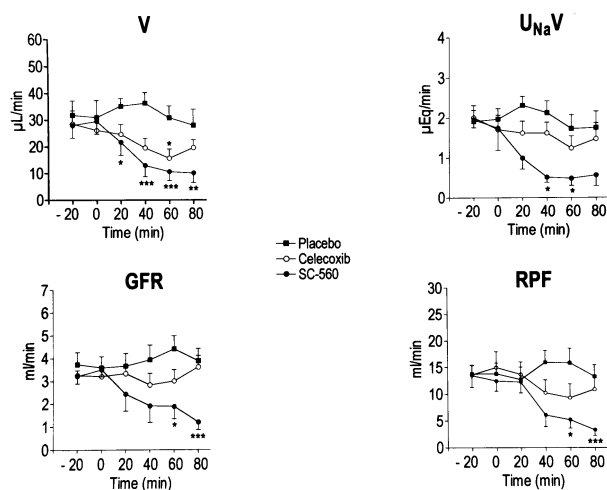 V
60
50
40
30
20
10
0
µL/min
*
*
***
***
**
- 20 0 20 40 60 80
Time (min)
U_NaV
4
3
2
1
0
µEq/min
*
*
- 20 0 20 40 60 80
Time (min)
Placebo
Celecoxib
SC-560
GFR
7
6
5
4
3
2
1
0
ml/min
*
***
- 20 0 20 40 60 80
Time (min)
RPF
30
25
20
15
10
5
0
ml/min
*
***
- 20 0 20 40 60 80
Time (min)